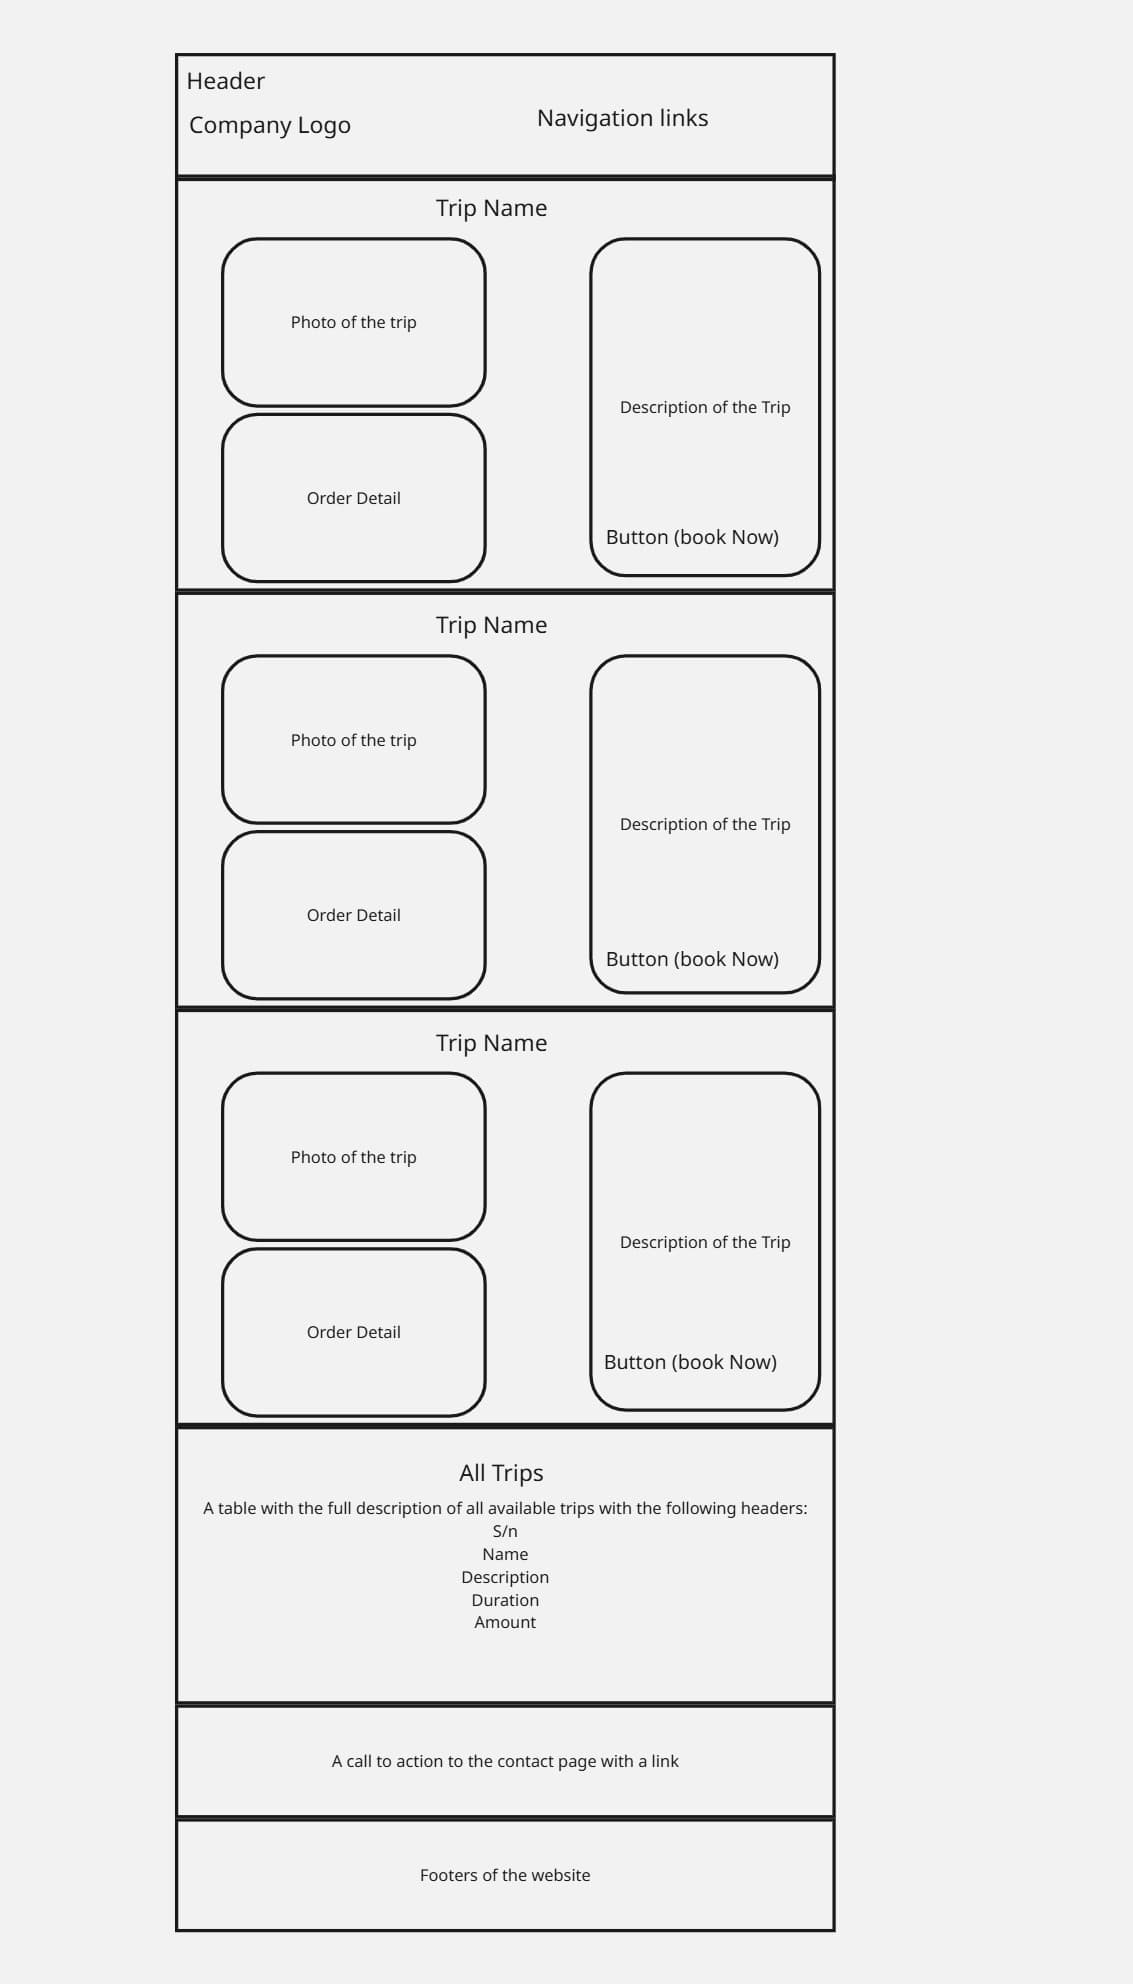 Header
Company Logo
Navigation links
Trip Name
Photo of the trip
Description of the Trip
Order Detail
Button (book Now)
Trip Name
Photo of the trip
Description of the Trip
Order Detail
Button (book Now)
Trip Name
Photo of the trip
Description of the Trip
Order Detail
Button (book Now)
All Trips
A table with the full description of all available trips with the following headers:
S/n
Name
Description
Duration
Amount
A call to action to the contact page with a link
Footers of the website